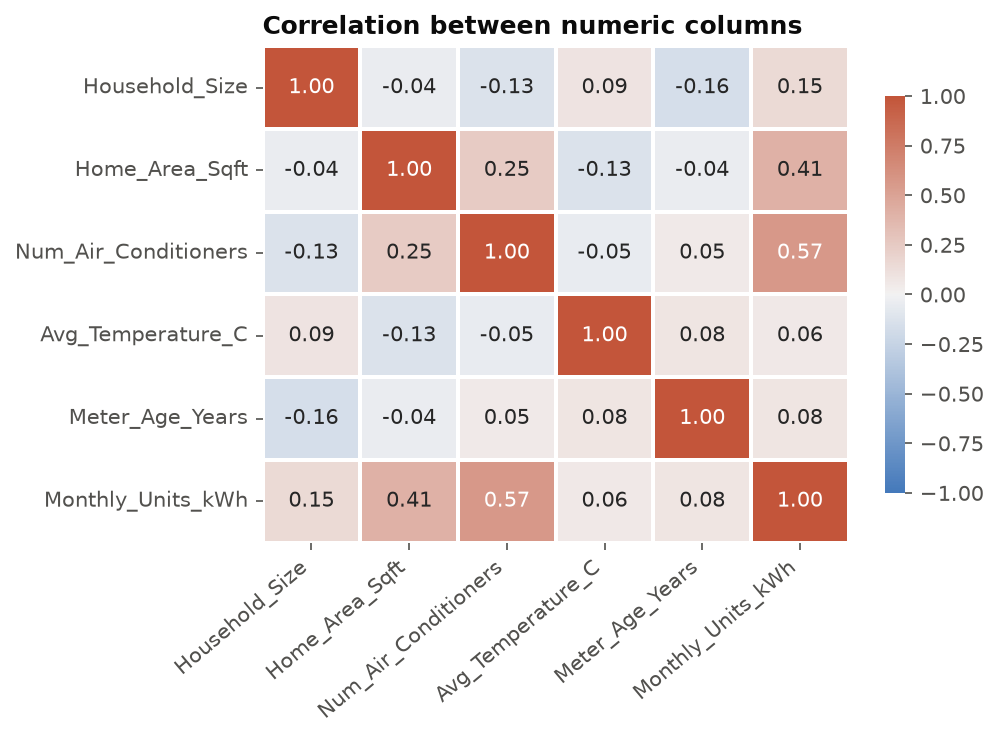 Correlation between numeric columns
Household_Size 1.00 -0.04 -0.13 0.09 -0.16 0.15
Home_Area_Sqft -0.04 1.00 0.25 -0.13 -0.04 0.41
Num_Air_Conditioners -0.13 0.25 1.00 -0.05 0.05 0.57
Avg_Temperature_C 0.09 -0.13 -0.05 1.00 0.08 0.06
Meter_Age_Years -0.16 -0.04 0.05 0.08 1.00 0.08
Monthly_Units_kWh 0.15 0.41 0.57 0.06 0.08 1.00
Household_Size
Home_Area_Sqft
Num_Air_Conditioners
Avg_Temperature_C
Meter_Age_Years
Monthly_Units_kWh
1.00
0.75
0.50
0.25
0.00
−0.25
−0.50
−0.75
−1.00